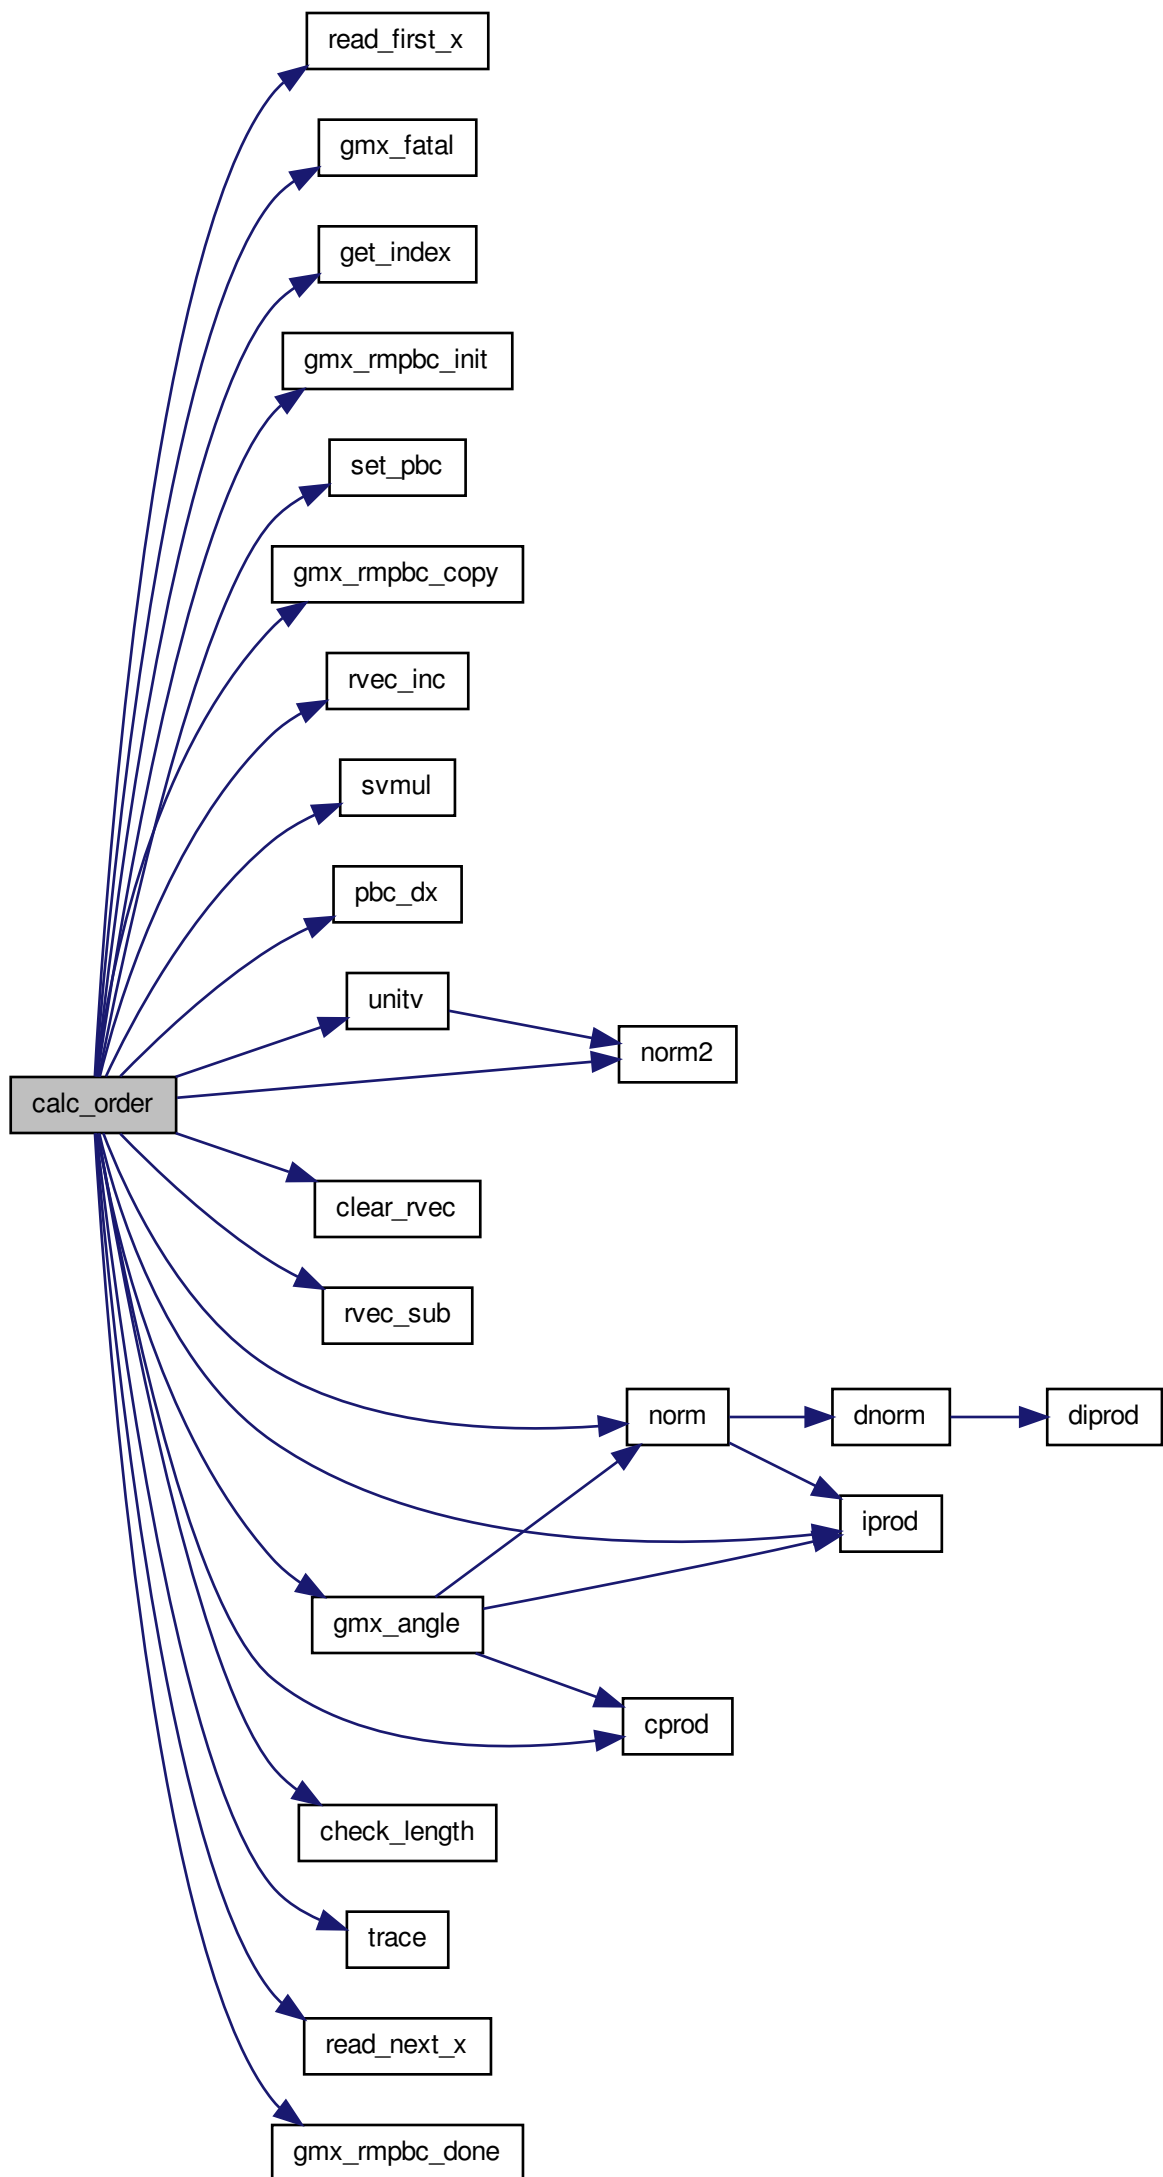 read_first_x
gmx_fatal
get_index
gmx_rmpbc_init
set_pbc
gmx_rmpbc_copy
rvec_inc
svmul
pbc_dx
unitv
norm2
calc_order
clear_rvec
rvec_sub
norm
dnorm
diprod
iprod
gmx_angle
cprod
check_length
trace
read_next_x
gmx_rmpbc_done